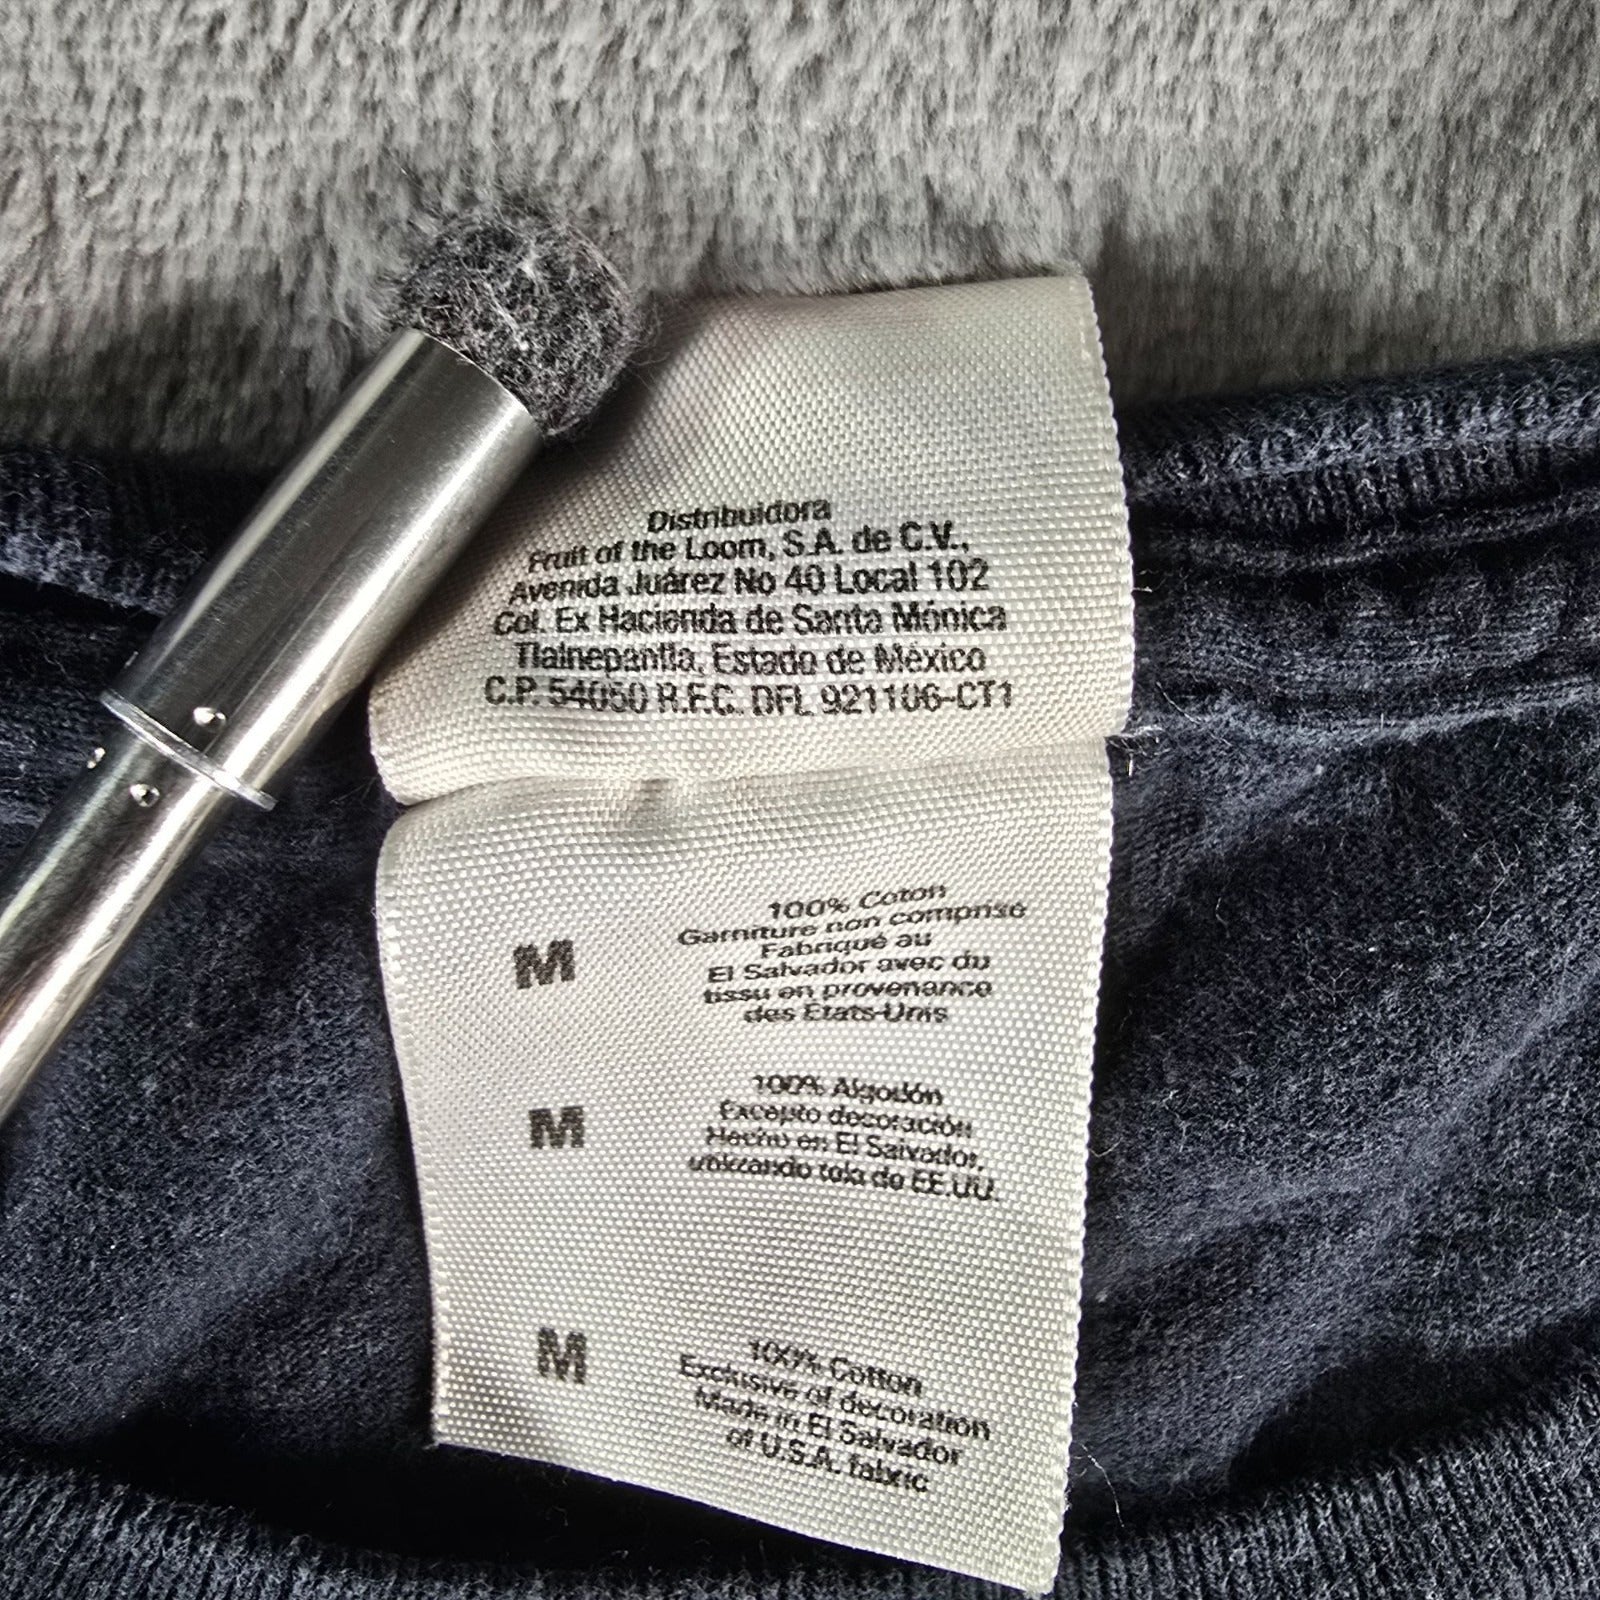 Distribuidora
Fruit of the Loom, S.A. de C.V.,
Avenida Juárez No 40 Local 102
Col. Ex Hacienda de Santa Mónica
Tlalnepantla, Estado de México
C.P. 54050 R.F.C. DFL 921106-CT1
100% Coton
Garniture non comprise
M Fabriqué au
El Salvador avec du
tissu en provenance
des États-Unis
100% Algodón
M Excepto decoración
Hecho en El Salvador,
utilizando tela de EE.UU.
M 100% Cotton
Exclusive of decoration
Made in El Salvador
of U.S.A. fabric